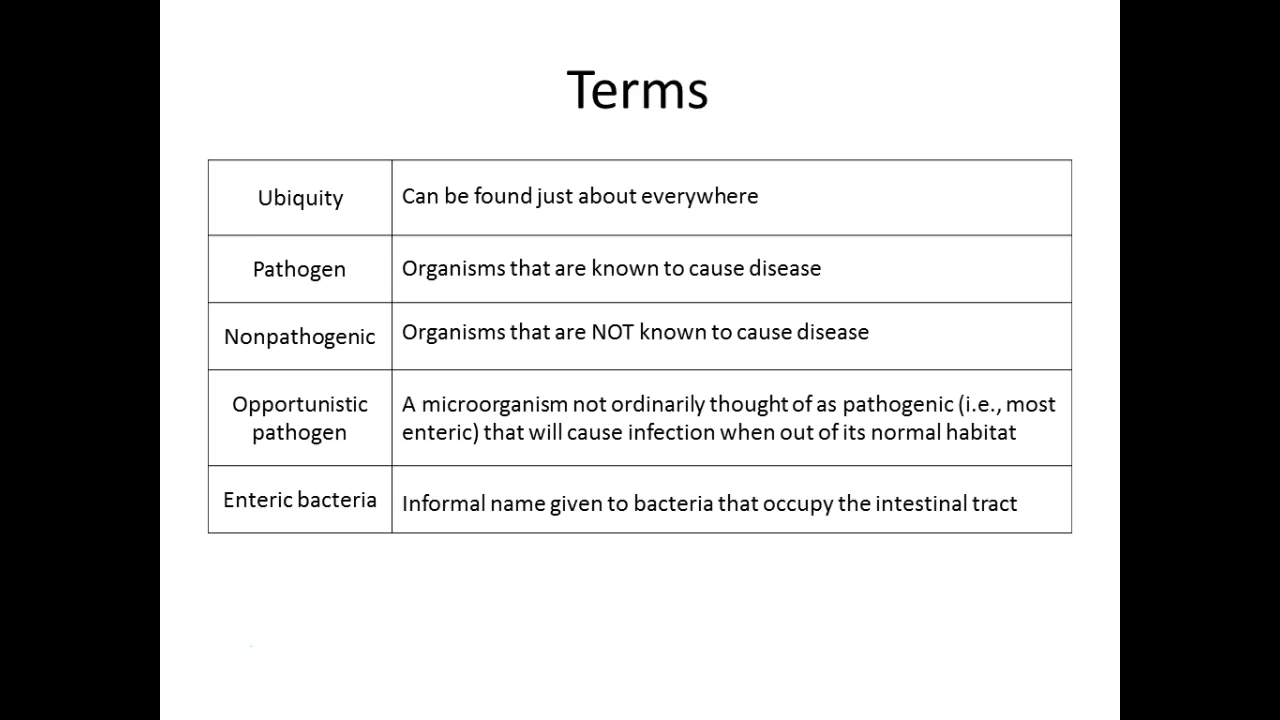 Terms
Ubiquity
Can be found just about everywhere
Pathogen
Organisms that are known to cause disease
Nonpathogenic
Organisms that are NOT known to cause disease
Opportunistic
pathogen
A microorganism not ordinarily thought of as pathogenic (i.e., most
enteric) that will cause infection when out of its normal habitat
Enteric bacteria
Informal name given to bacteria that occupy the intestinal tract